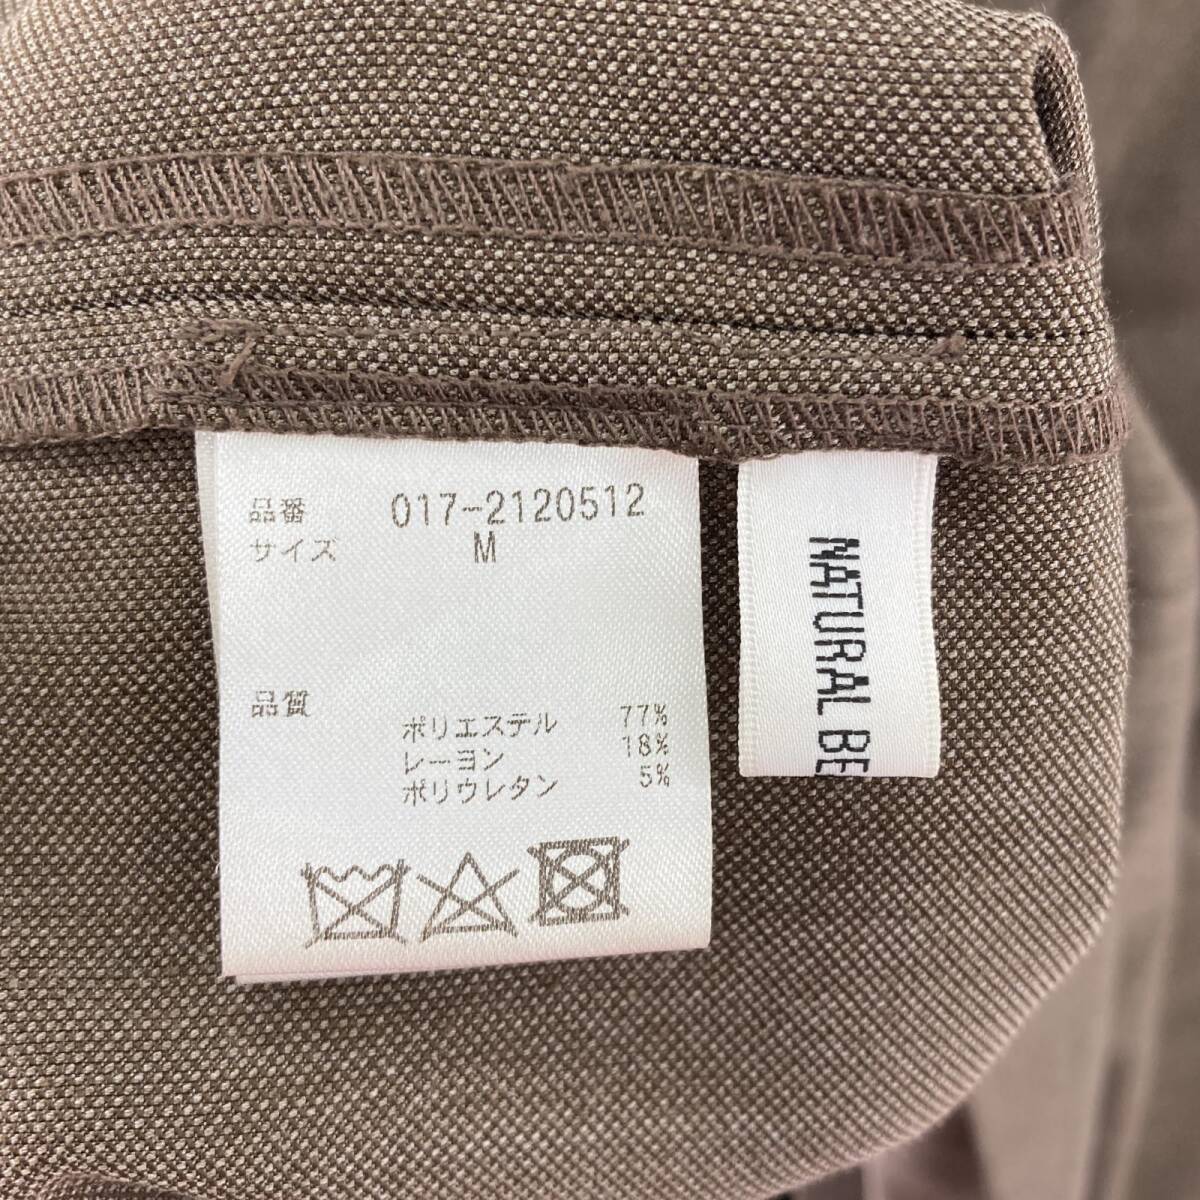 品番 017-2120512
サイズ M
品質
ポリエステル 77%
レーヨン 18%
ポリウレタン 5%
NATURAL BE